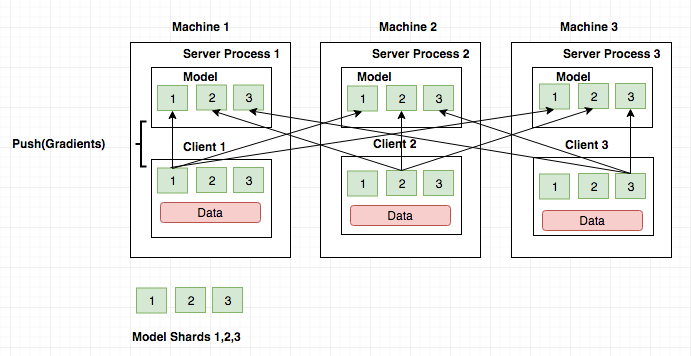 Machine 1
Machine 2
Machine 3
Server Process 1
Server Process 2
Server Process 3
Model
Model
Model
1 2 3
1 2 3
1 2 3
Push(Gradients)
Client 1
Client 2
Client 3
1 2 3
1 2 3
1 2 3
Data
Data
Data
1 2 3
Model Shards 1,2,3